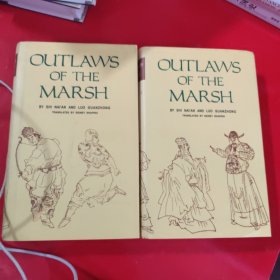 OUTLAWS
OF THE
MARSH
BY SHI NAI'AN AND LUO GUANZHONG
TRANSLATED BY SIDNEY SHAPIRO
OUTLAWS
OF THE
MARSH
BY SHI NAI'AN AND LUO GUANZHONG
TRANSLATED BY SIDNEY SHAPIRO